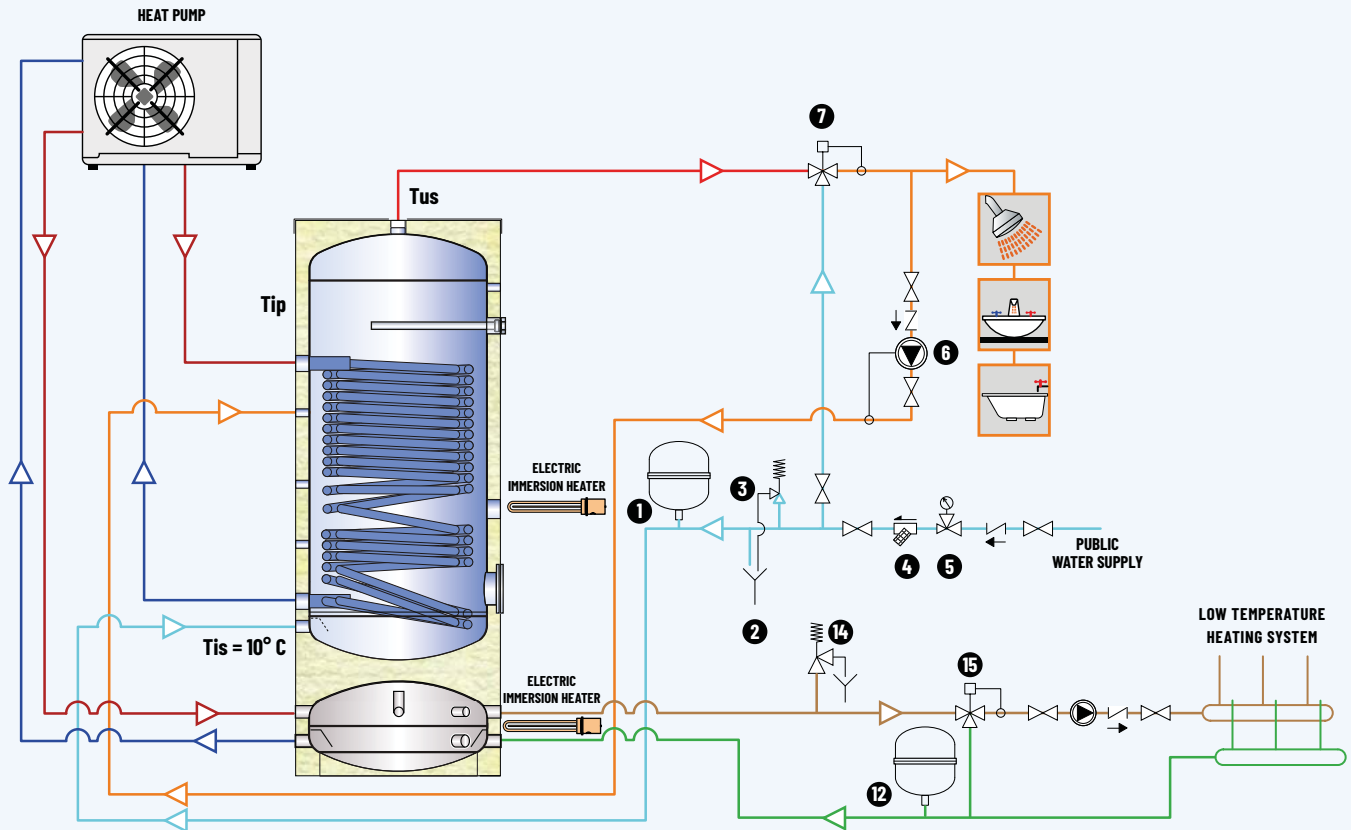 HEAT PUMP
7
Tus
Tip
6
ELECTRIC
IMMERSION HEATER
1
3
4
5
PUBLIC
WATER SUPPLY
2
Tis = 10° C
14
LOW TEMPERATURE
HEATING SYSTEM
15
ELECTRIC
IMMERSION HEATER
12